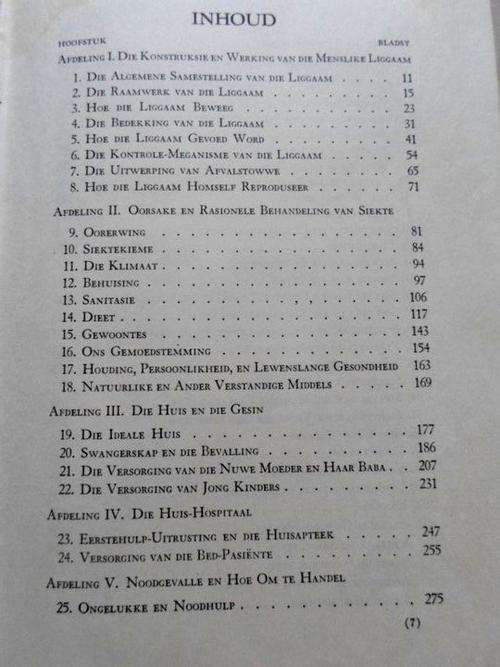 INHOUD
HOOFSTUK BLADSY
AFDELING I. DIE KONSTRUKSIE EN WERKING VAN DIE MENSLIKE LIGGAAM
1. DIE ALGEMENE SAMESTELLING VAN DIE LIGGAAM . . . . 11
2. DIE RAAMWERK VAN DIE LIGGAAM . . . . . . . 15
3. HOE DIE LIGGAAM BEWEEG . . . . . . . . . 23
4. DIE BEDEKKING VAN DIE LIGGAAM . . . . . . . 31
5. HOE DIE LIGGAAM GEVOED WORD . . . . . . . 41
6. DIE KONTROLE-MEGANISME VAN DIE LIGGAAM . . . . 54
7. DIE UITWERPING VAN AFVALSTOWWE . . . . . . 65
8. HOE DIE LIGGAAM HOMSELF REPRODUSEER . . . . . 71
AFDELING II. OORSAKE EN RASIONELE BEHANDELING VAN SIEKTE
9. OORERWING . . . . . . . . . . . . . 81
10. SIEKTEKIEME . . . . . . . . . . . . . 84
11. DIE KLIMAAT . . . . . . . . . . . . . 94
12. BEHUISING . . . . . . . . . . . . . . 97
13. SANITASIE . . . . . . . . . . . . . 106
14. DIEET . . . . . . . . . . . . . . . 117
15. GEWOONTES . . . . . . . . . . . . . 143
16. ONS GEMOEDSTEMMING . . . . . . . . . . 154
17. HOUDING, PERSOONLIKHEID, EN LEWENSLANGE GESONDHEID 163
18. NATUURLIKE EN ANDER VERSTANDIGE MIDDELS . . . . . 169
AFDELING III. DIE HUIS EN DIE GESIN
19. DIE IDEALE HUIS . . . . . . . . . . . 177
20. SWANGERSKAP EN DIE BEVALLING . . . . . . . 186
21. DIE VERSORGING VAN DIE NUWE MOEDER EN HAAR BABA . . 207
22. DIE VERSORGING VAN JONG KINDERS . . . . . . . 231
AFDELING IV. DIE HUIS-HOSPITAAL
23. EERSTEHULP-UITRUSTING EN DIE HUISAPTEEK . . . . 247
24. VERSORGING VAN DIE BED-PASIËNTE . . . . . . . 255
AFDELING V. NOODGEVALLE EN HOE OM TE HANDEL
25. ONGELUKKE EN NOODHULP . . . . . . . . . . 275
(7)